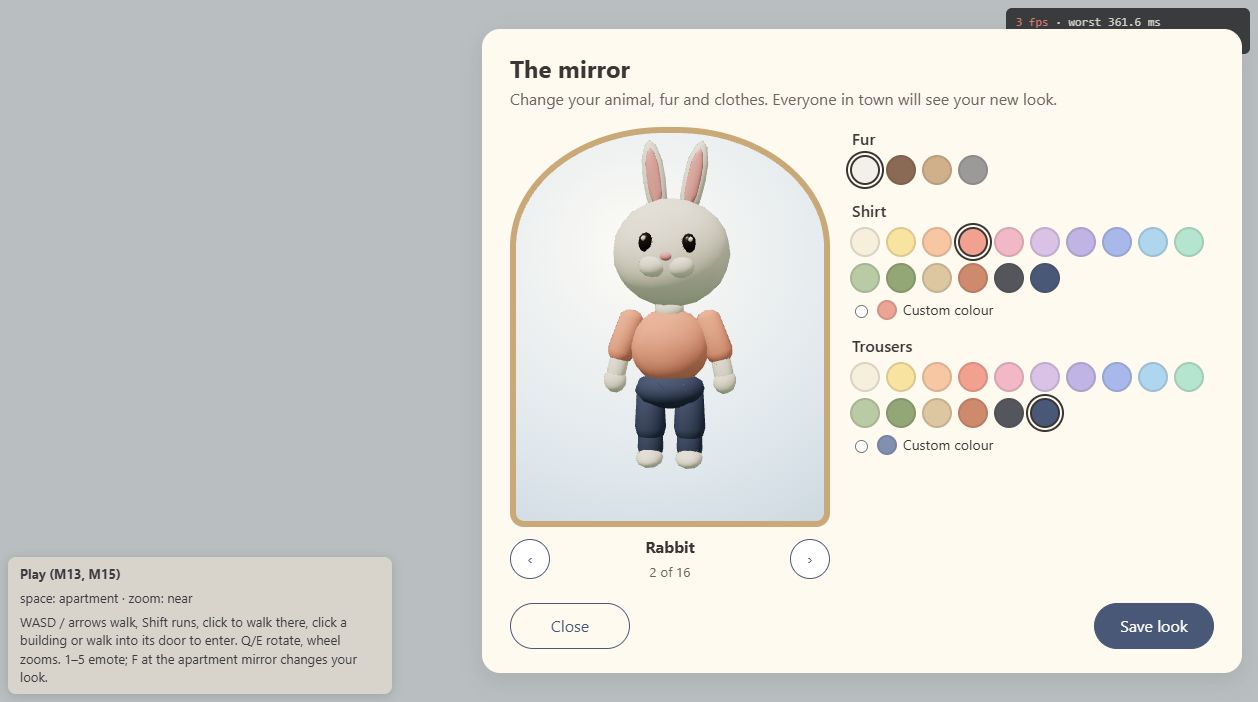 3 fps · worst 361.6 ms
The mirror
Change your animal, fur and clothes. Everyone in town will see your new look.
Fur
Shirt
Custom colour
Trousers
Custom colour
‹
Rabbit
›
2 of 16
Close
Save look
Play (M13, M15)
space: apartment · zoom: near
WASD / arrows walk, Shift runs, click to walk there, click a
building or walk into its door to enter. Q/E rotate, wheel
zooms. 1–5 emote; F at the apartment mirror changes your
look.